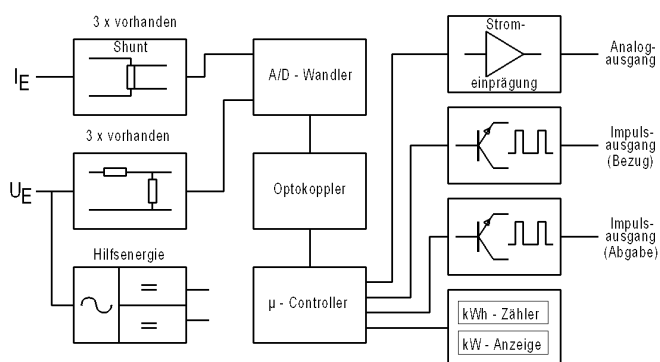 3 x vorhanden
Shunt
I E
3 x vorhanden
U E
Hilfsenergie
A/D - Wandler
Optokoppler
µ - Controller
Strom-
einprägung
Analog-
ausgang
Impuls-
ausgang
(Bezug)
Impuls-
ausgang
(Abgabe)
kWh - Zähler
kW - Anzeige